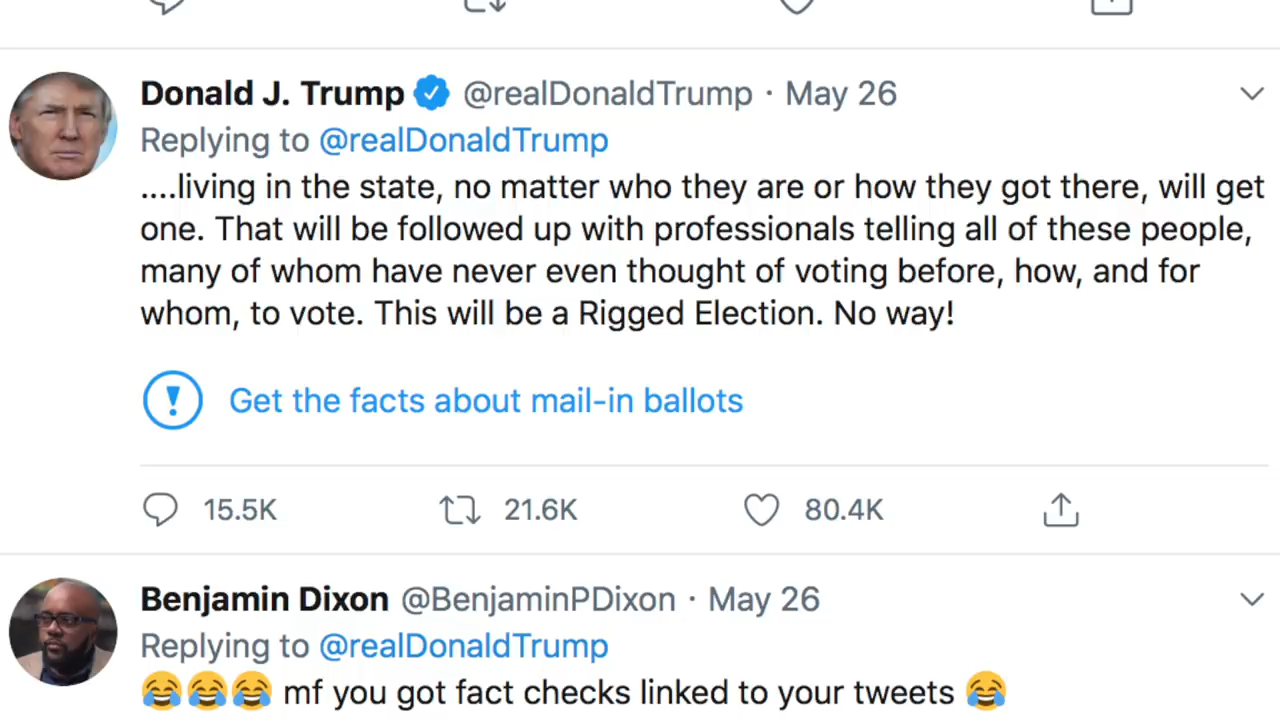 Donald J. Trump @realDonaldTrump · May 26
Replying to @realDonaldTrump
....living in the state, no matter who they are or how they got there, will get
one. That will be followed up with professionals telling all of these people,
many of whom have never even thought of voting before, how, and for
whom, to vote. This will be a Rigged Election. No way!
Get the facts about mail-in ballots
15.5K 21.6K 80.4K
Benjamin Dixon @BenjaminPDixon · May 26
Replying to @realDonaldTrump
😂😂😂 mf you got fact checks linked to your tweets 😂